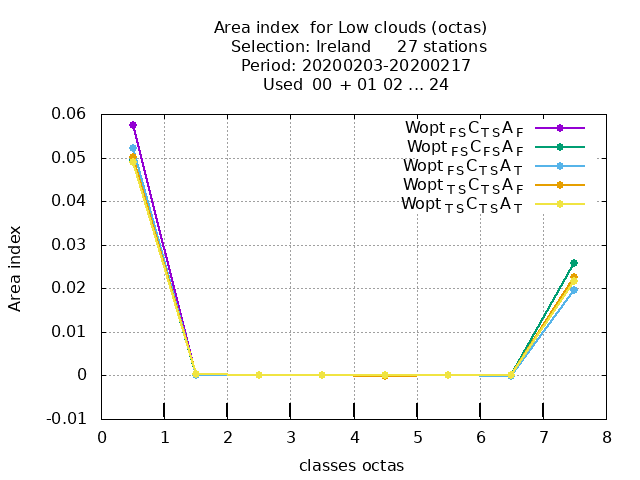 Area index  for Low clouds (octas)
Selection: Ireland     27 stations
Period: 20200203-20200217
Used  00 + 01 02 ... 24
Wopt FS C TS A F
Wopt FS C FS A F
Wopt FS C TS A T
Wopt TS C TS A F
Wopt TS C TS A T
0.06
0.05
0.04
0.03
0.02
0.01
0
-0.01
Area index
0 1 2 3 4 5 6 7 8
classes octas